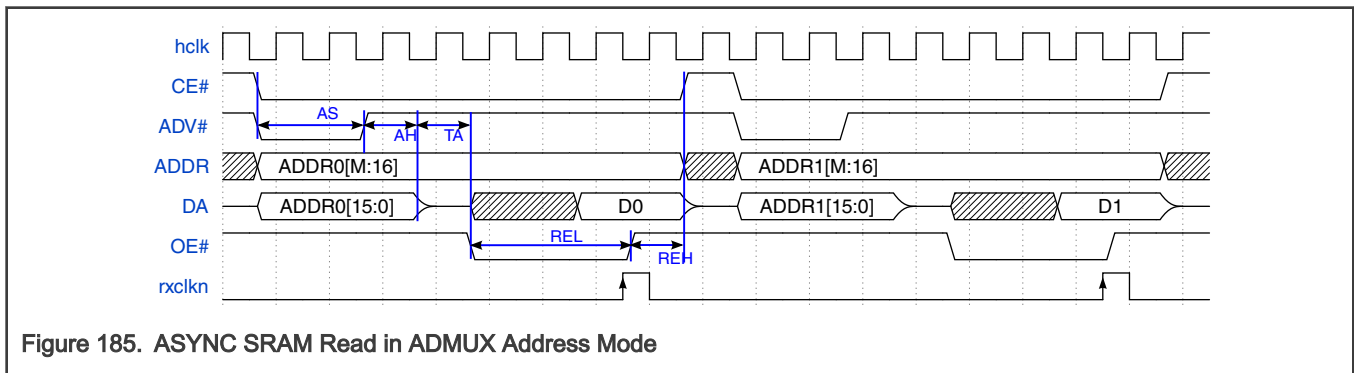 hclk
CE#
AS
ADV#
AH TA
ADDR ADDR0[M:16] ADDR1[M:16]
DA ADDR0[15:0] D0 ADDR1[15:0] D1
REL
OE#
REH
rxclkn
Figure 185. ASYNC SRAM Read in ADMUX Address Mode